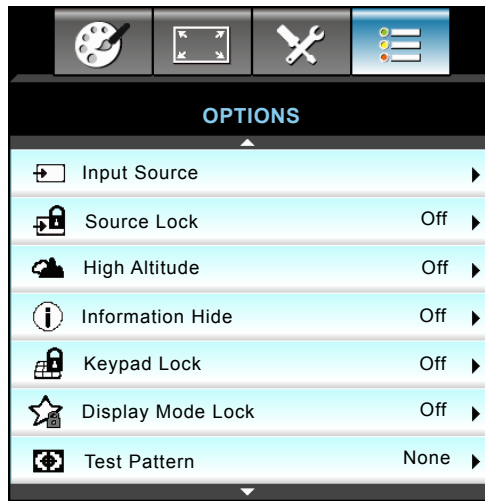 OPTIONS
Input Source
Source Lock Off
High Altitude Off
Information Hide Off
Keypad Lock Off
Display Mode Lock Off
Test Pattern None